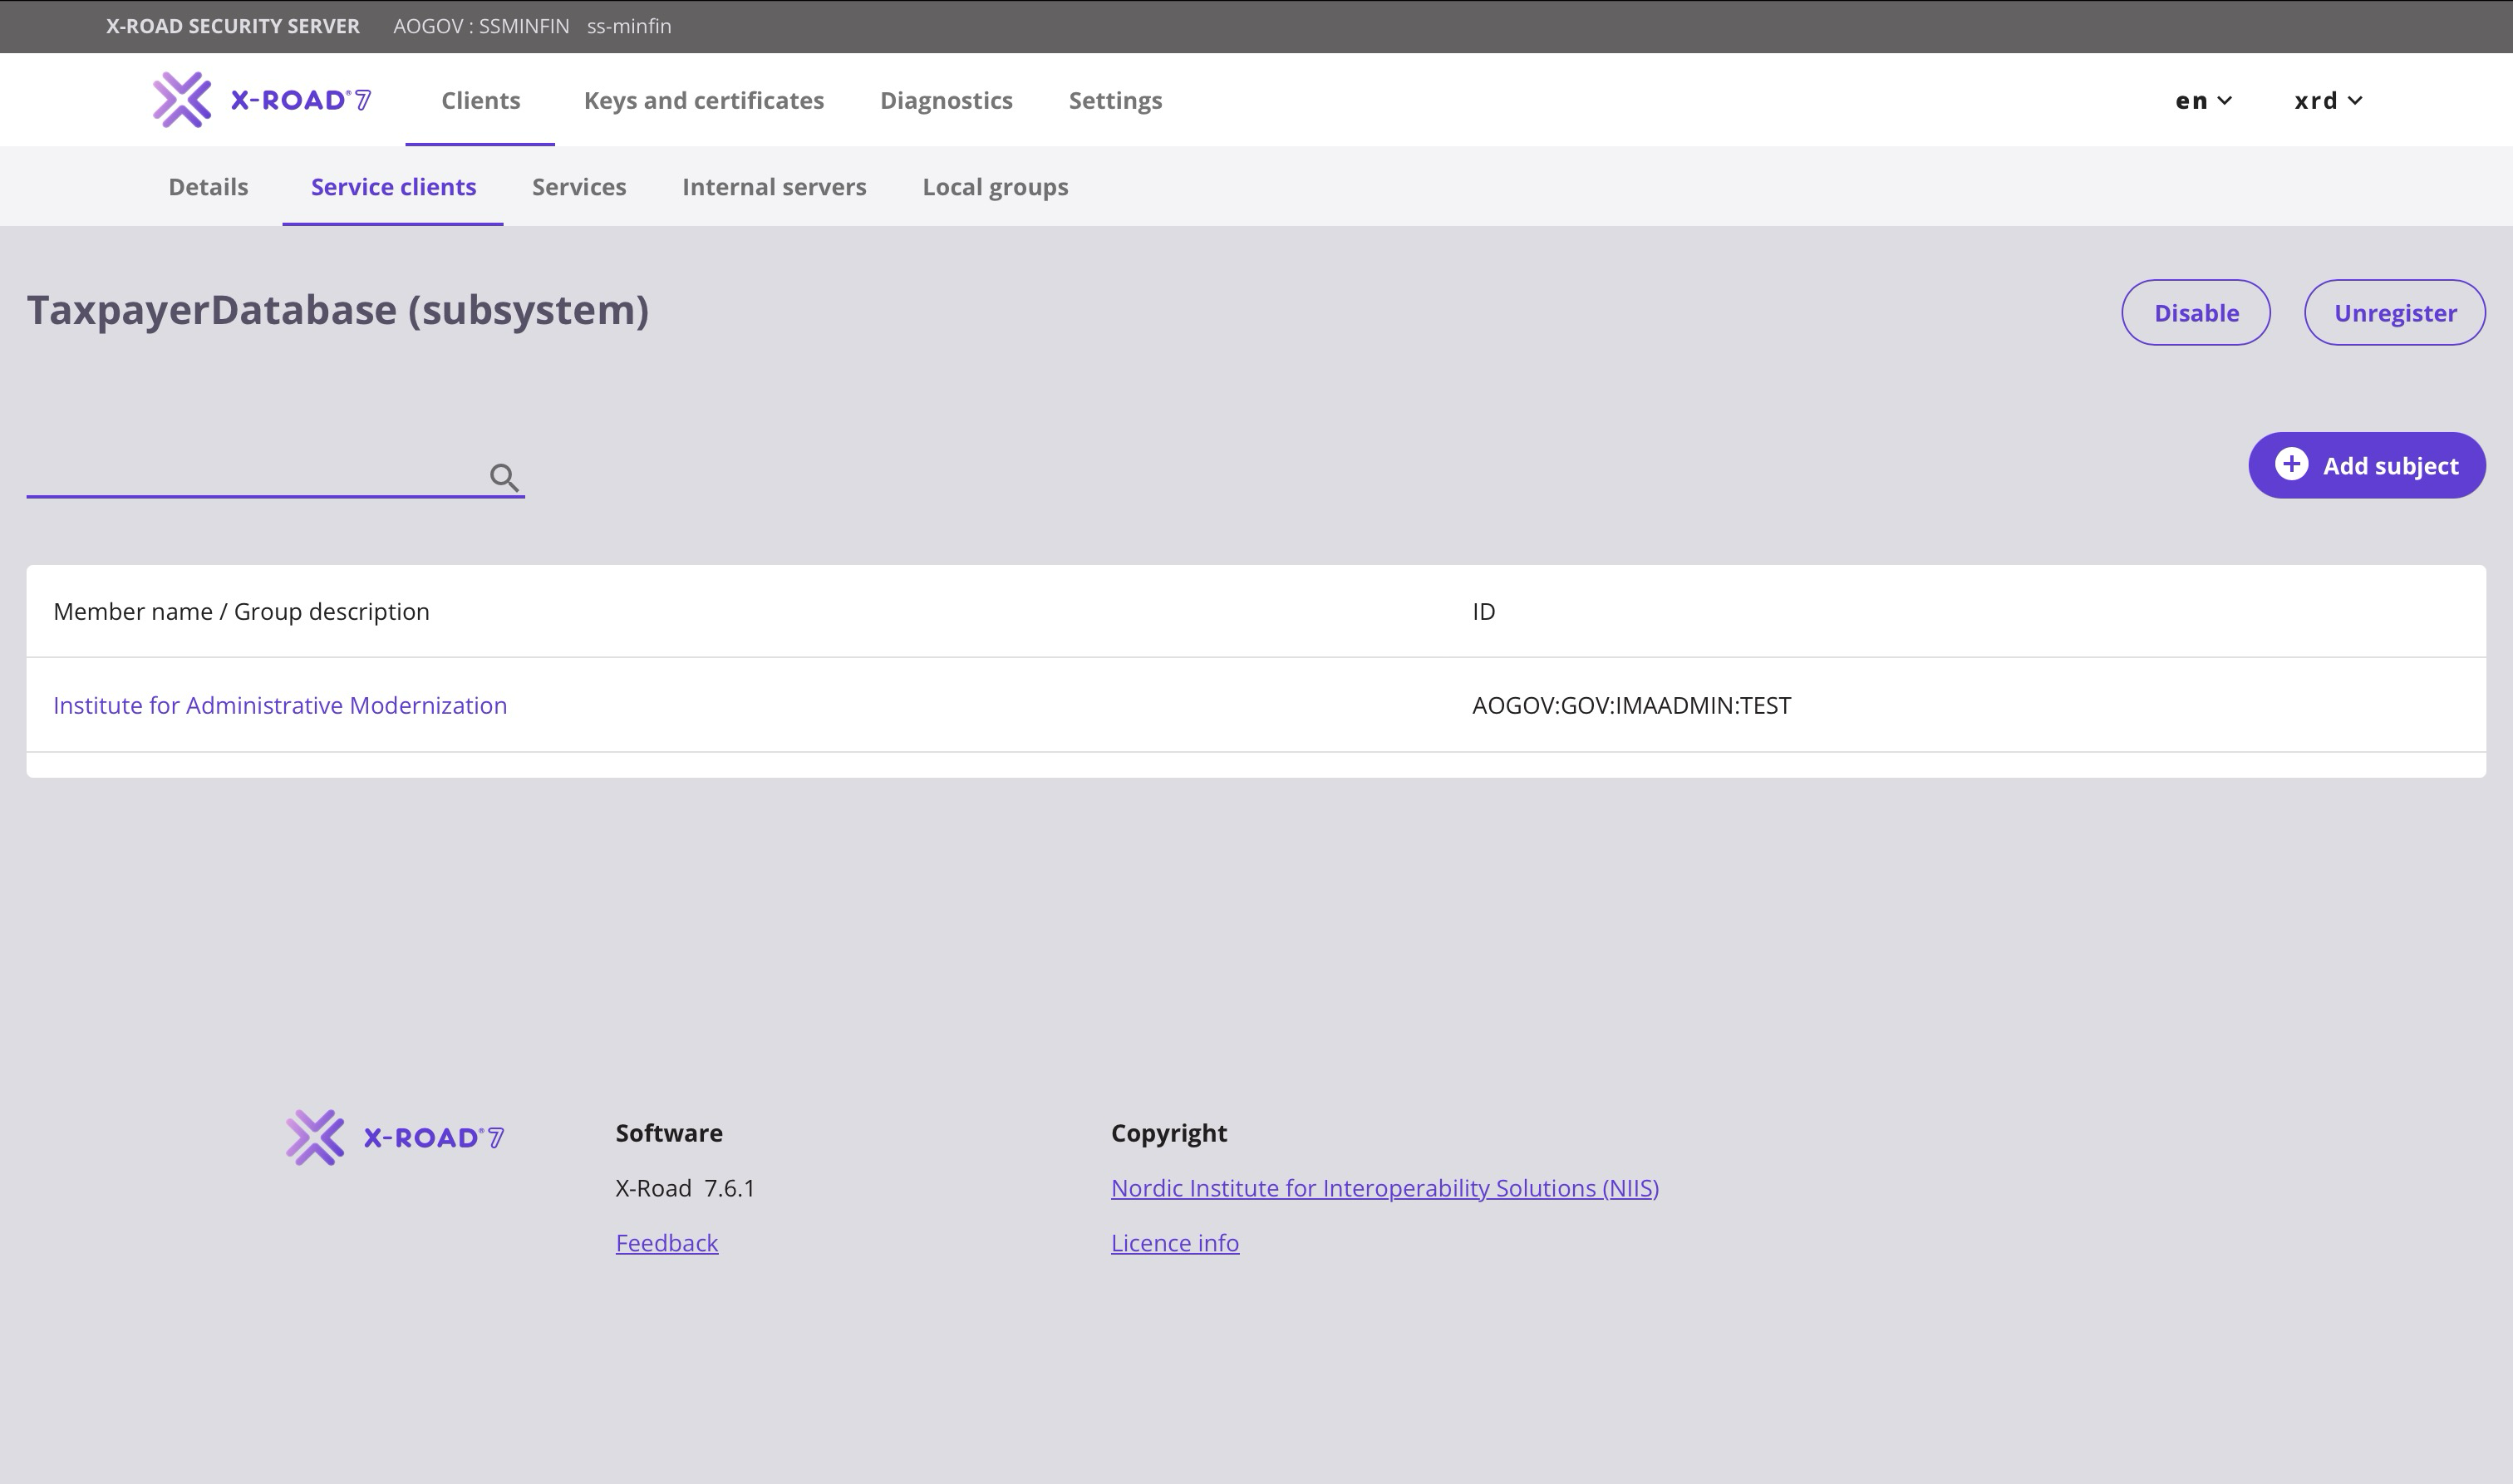 X-ROAD SECURITY SERVER AOGOV : SSMINFIN ss-minfin
X-ROAD® 7 Clients Keys and certificates Diagnostics Settings en xrd
Details Service clients Services Internal servers Local groups
TaxpayerDatabase (subsystem) Disable Unregister
Add subject
Member name / Group description ID
Institute for Administrative Modernization AOGOV:GOV:IMAADMIN:TEST
X-ROAD® 7 Software Copyright
X-Road 7.6.1 Nordic Institute for Interoperability Solutions (NIIS)
Feedback Licence info